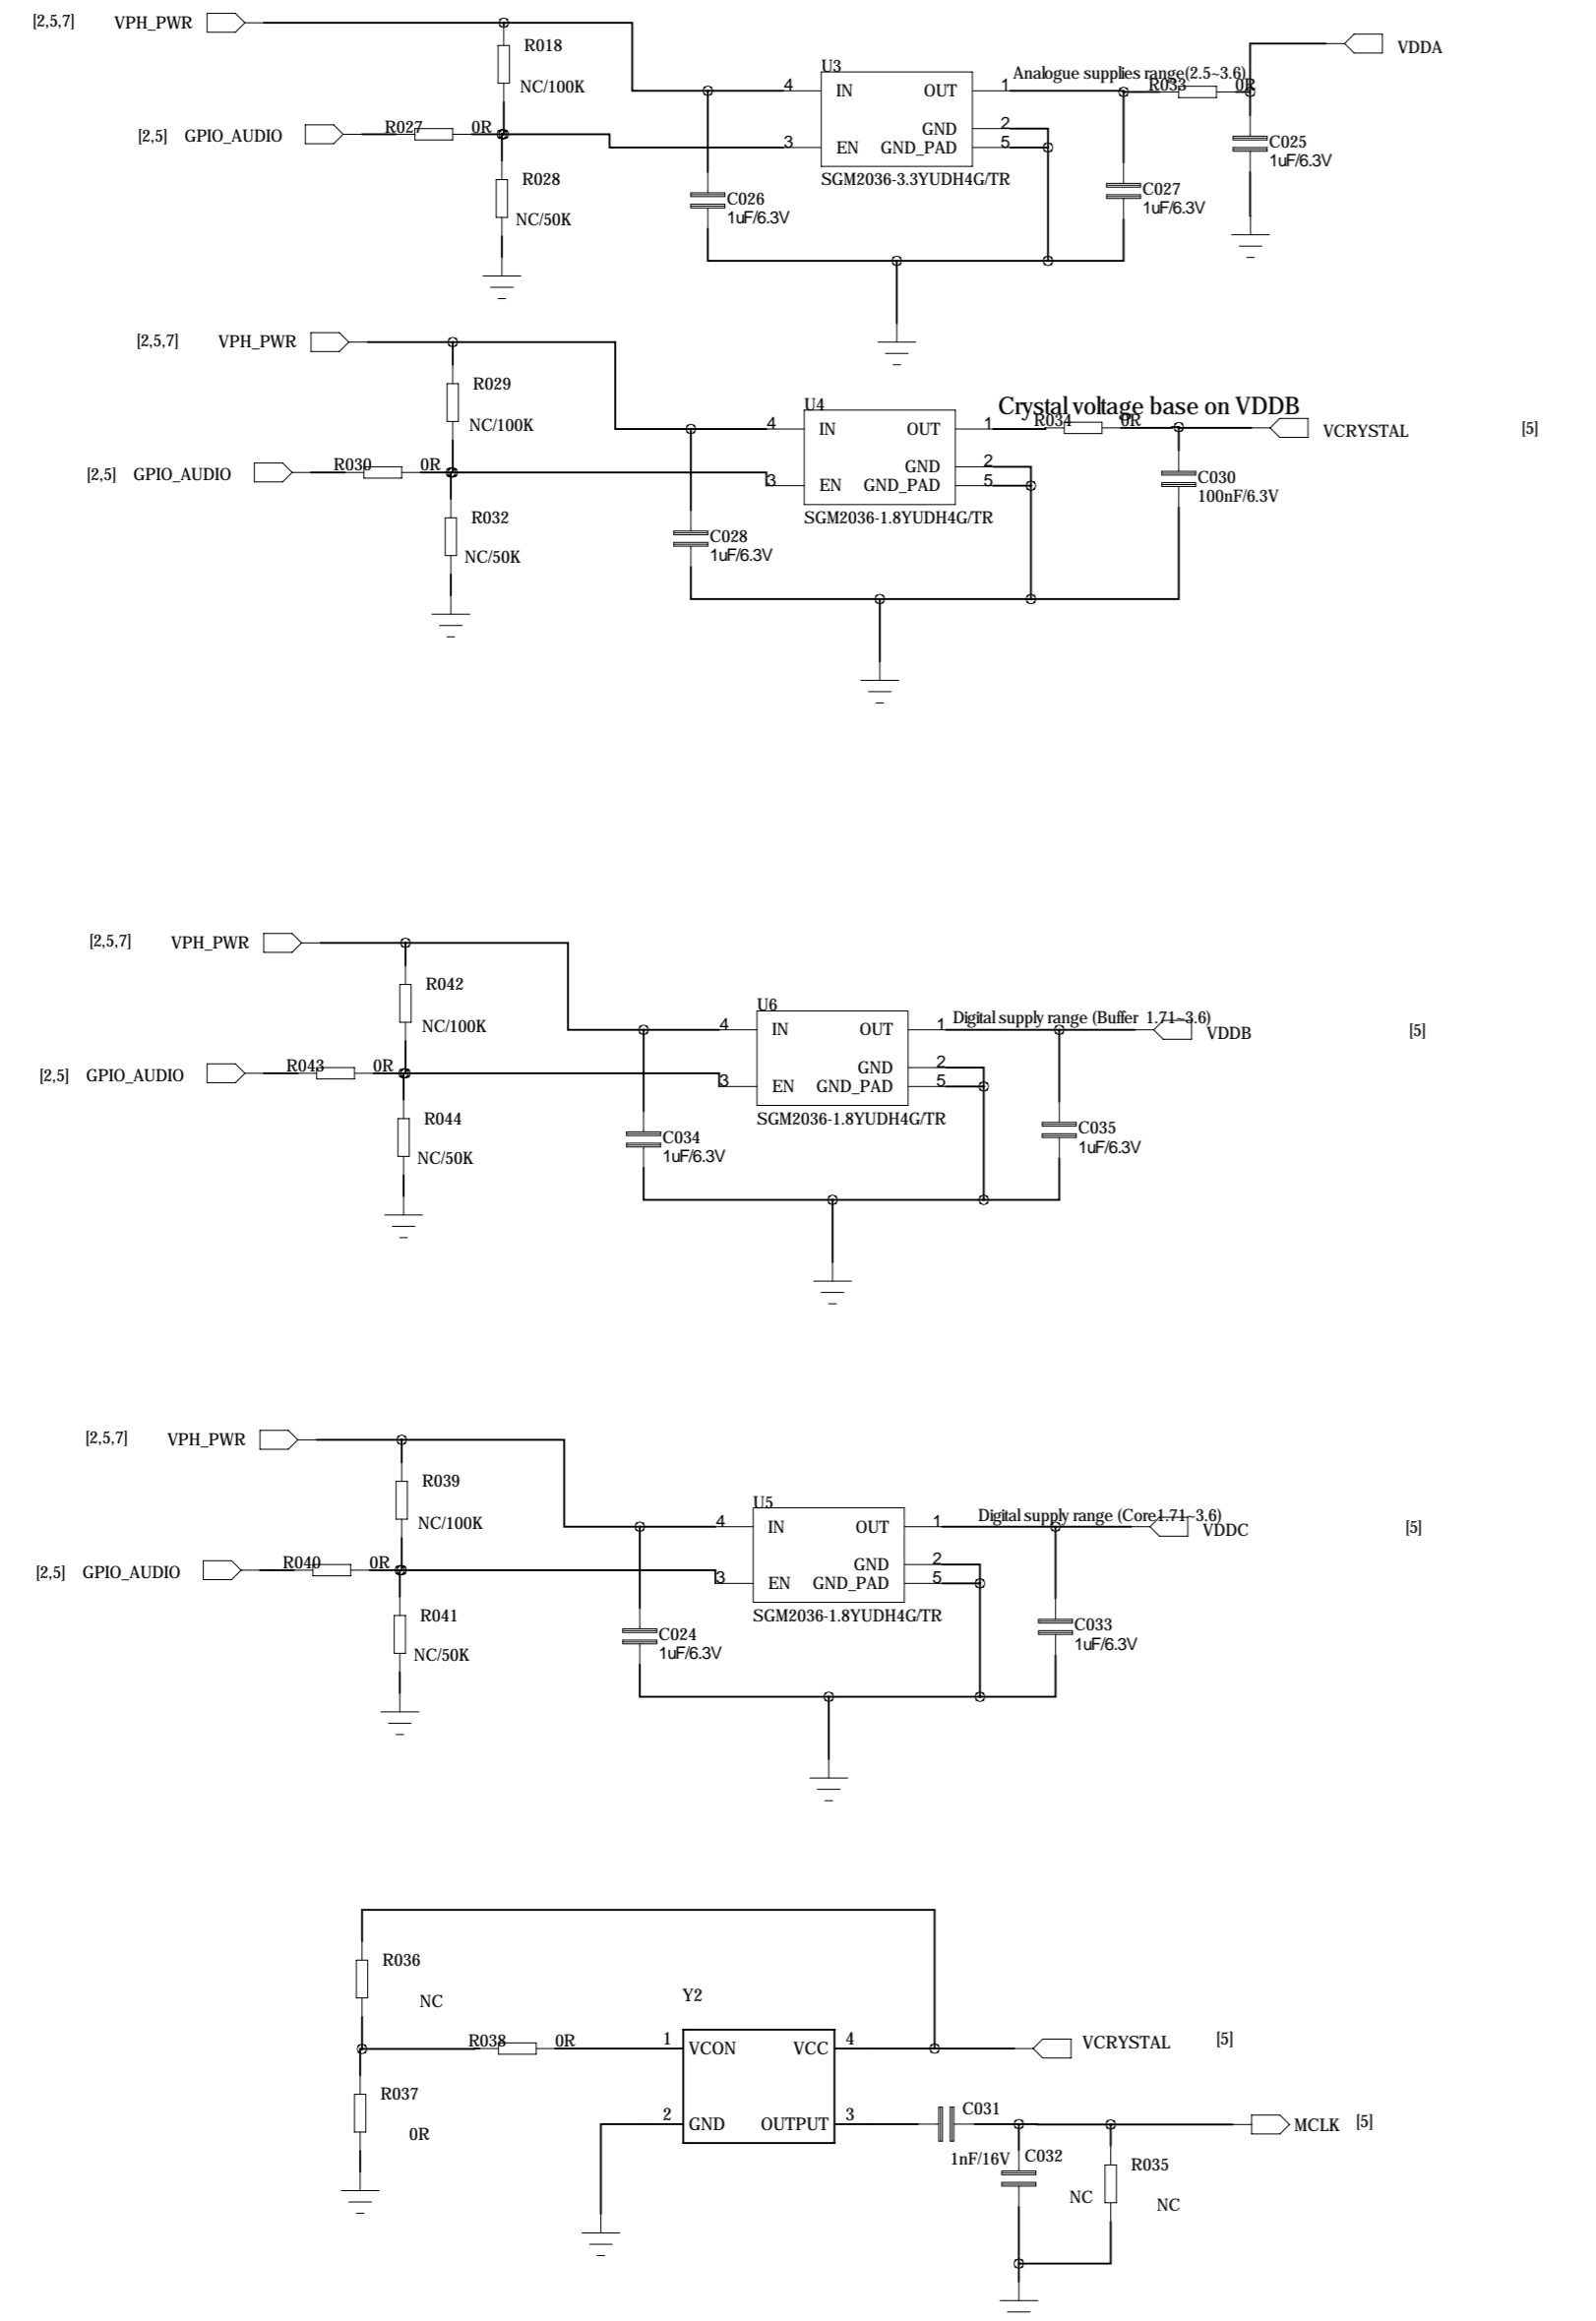 [2,5,7] VPH_PWR
R018
NC/100K
[2,5] GPIO_AUDIO
R027 0R
R028
NC/50K
U3
4 IN OUT 1
GND 2
3 EN GND_PAD 5
SGM2036-3.3YUDH4G/TR
C026
1uF/6.3V
Analogue supplies range(2.5~3.6)
R033 0R
VDDA
C027
1uF/6.3V
C025
1uF/6.3V
[2,5,7] VPH_PWR
R029
NC/100K
[2,5] GPIO_AUDIO
R030 0R
R032
NC/50K
U4
4 IN OUT 1
GND 2
3 EN GND_PAD 5
SGM2036-1.8YUDH4G/TR
C028
1uF/6.3V
Crystal voltage base on VDDB
R034 0R
VCRYSTAL [5]
C030
100nF/6.3V
[2,5,7] VPH_PWR
R042
NC/100K
[2,5] GPIO_AUDIO
R043 0R
R044
NC/50K
U6
4 IN OUT 1
GND 2
3 EN GND_PAD 5
SGM2036-1.8YUDH4G/TR
C034
1uF/6.3V
Digital supply range (Buffer 1.71~3.6)
VDDB [5]
C035
1uF/6.3V
[2,5,7] VPH_PWR
R039
NC/100K
[2,5] GPIO_AUDIO
R040 0R
R041
NC/50K
U5
4 IN OUT 1
GND 2
3 EN GND_PAD 5
SGM2036-1.8YUDH4G/TR
C024
1uF/6.3V
Digital supply range (Core1.71~3.6)
VDDC [5]
C033
1uF/6.3V
R036
NC
R038 0R
R037
0R
Y2
1 VCON VCC 4
2 GND OUTPUT 3
VCRYSTAL [5]
C031
1nF/16V
C032
NC
R035
NC
MCLK [5]